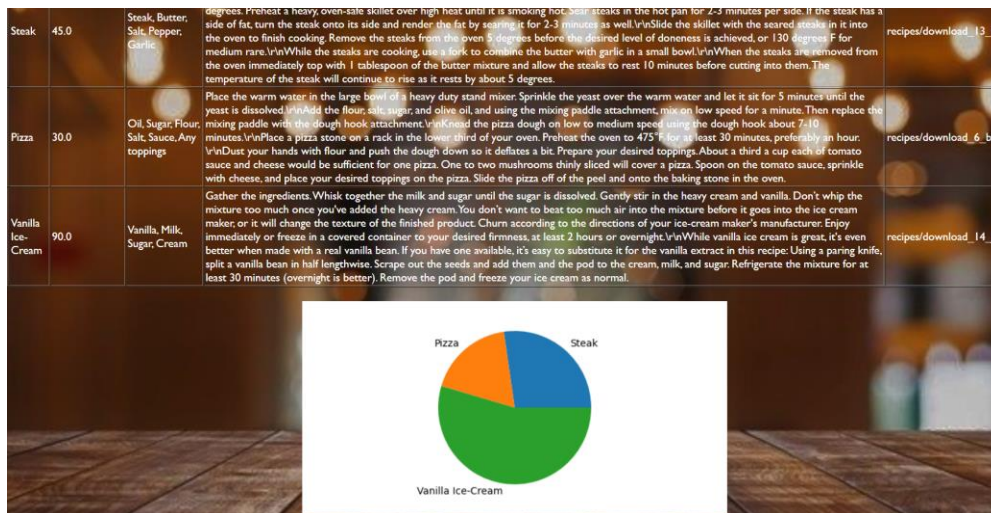 degrees. Preheat a heavy, oven-safe skillet over high heat until it is smoking hot. Sear steaks in the hot pan for 2-3 minutes per side. If the steak has a
Steak
45.0
Steak, Butter,
Salt, Pepper,
Garlic
side of fat, turn the steak onto its side and render the fat by searing it for 2-3 minutes as well.\r\nSlide the skillet with the seared steaks in it into
the oven to finish cooking. Remove the steaks from the oven 5 degrees before the desired level of doneness is achieved, or 130 degrees F for
medium rare.\r\nWhile the steaks are cooking, use a fork to combine the butter with garlic in a small bowl.\r\nWhen the steaks are removed from
the oven immediately top with 1 tablespoon of the butter mixture and allow the steaks to rest 10 minutes before cutting into them. The
temperature of the steak will continue to rise as it rests by about 5 degrees.
recipes/download_13_
Pizza
30.0
Oil, Sugar, Flour,
Salt, Sauce, Any
toppings
Place the warm water in the large bowl of a heavy duty stand mixer. Sprinkle the yeast over the warm water and let it sit for 5 minutes until the
yeast is dissolved.\r\nAdd the flour, salt, sugar, and olive oil, and using the mixing paddle attachment, mix on low speed for a minute. Then replace the
mixing paddle with the dough hook attachment.\r\nKnead the pizza dough on low to medium speed using the dough hook about 7-10
minutes.\r\nPlace a pizza stone on a rack in the lower third of your oven. Preheat the oven to 475°F for at least 30 minutes, preferably an hour.
\r\nDust your hands with flour and push the dough down so it deflates a bit. Prepare your desired toppings. About a third a cup each of tomato
sauce and cheese would be sufficient for one pizza. One to two mushrooms thinly sliced will cover a pizza. Spoon on the tomato sauce, sprinkle
with cheese, and place your desired toppings on the pizza. Slide the pizza off of the peel and onto the baking stone in the oven.
recipes/download_6_b
Vanilla
Ice-
Cream
90.0
Vanilla, Milk,
Sugar, Cream
Gather the ingredients. Whisk together the milk and sugar until the sugar is dissolved. Gently stir in the heavy cream and vanilla. Don't whip the
mixture too much once you've added the heavy cream. You don't want to beat too much air into the mixture before it goes into the ice cream
maker, or it will change the texture of the finished product. Churn according to the directions of your ice-cream maker's manufacturer. Enjoy
immediately or freeze in a covered container to your desired firmness, at least 2 hours or overnight.\r\nWhile vanilla ice cream is great, it's even
better when made with a real vanilla bean. If you have one available, it's easy to substitute it for the vanilla extract in this recipe: Using a paring knife,
split a vanilla bean in half lengthwise. Scrape out the seeds and add them and the pod to the cream, milk, and sugar. Refrigerate the mixture for at
least 30 minutes (overnight is better). Remove the pod and freeze your ice cream as normal.
recipes/download_14_
Pizza
Steak
Vanilla Ice-Cream